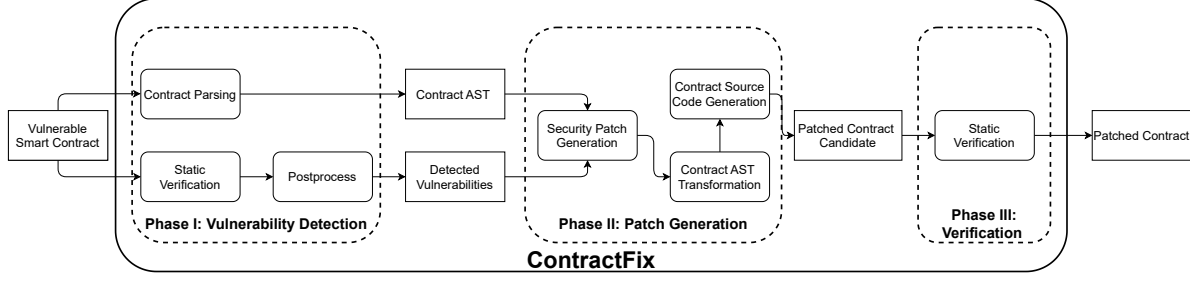 Vulnerable
Smart Contract
Contract Parsing
Static
Verification
Postprocess
Phase I: Vulnerability Detection
Contract AST
Detected
Vulnerabilities
Security Patch
Generation
Contract Source
Code Generation
Contract AST
Transformation
Phase II: Patch Generation
Patched Contract
Candidate
Static
Verification
Phase III:
Verification
Patched Contract
ContractFix